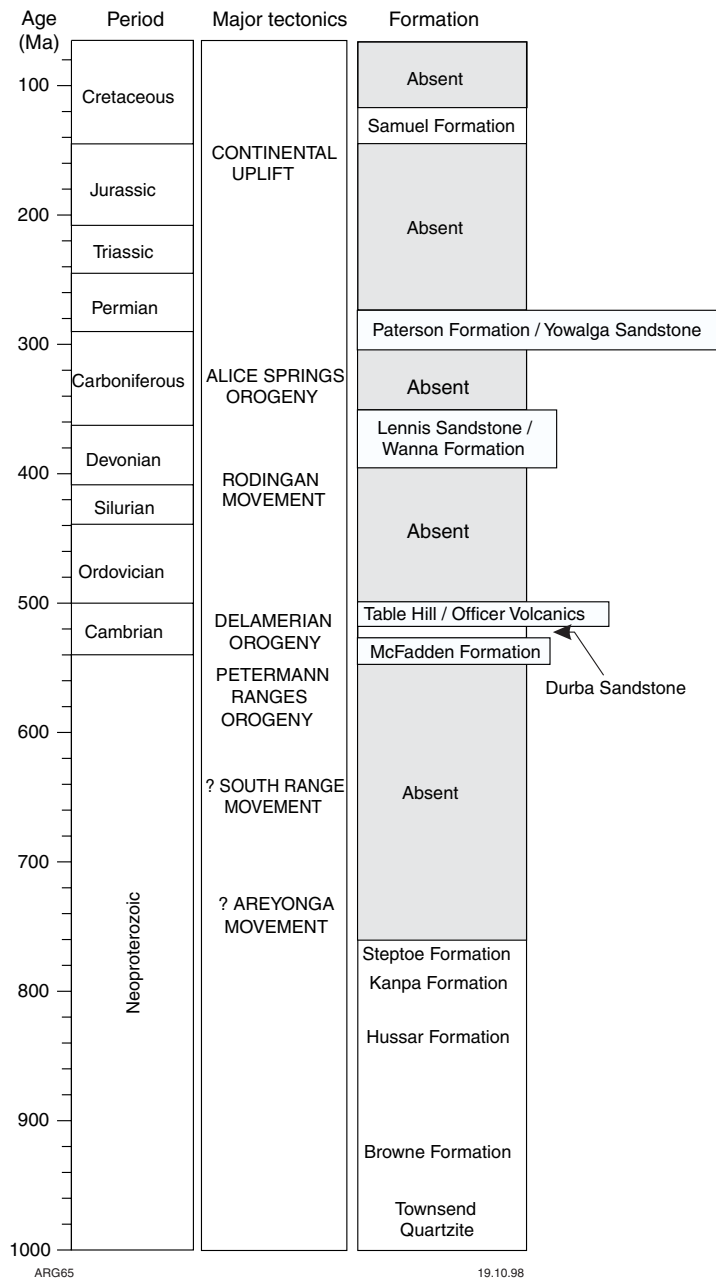 Age
(Ma)
Period
Major tectonics
Formation
100
200
300
400
500
600
700
800
900
1000
Cretaceous
Jurassic
Triassic
Permian
Carboniferous
Devonian
Silurian
Ordovician
Cambrian
Neoproterozoic
CONTINENTAL
UPLIFT
ALICE SPRINGS
OROGENY
RODINGAN
MOVEMENT
DELAMERIAN
OROGENY
PETERMANN
RANGES
OROGENY
? SOUTH RANGE
MOVEMENT
? AREYONGA
MOVEMENT
Absent
Samuel Formation
Absent
Paterson Formation / Yowalga Sandstone
Absent
Lennis Sandstone /
Wanna Formation
Absent
Table Hill / Officer Volcanics
McFadden Formation
Durba Sandstone
Absent
Steptoe Formation
Kanpa Formation
Hussar Formation
Browne Formation
Townsend
Quartzite
ARG65
19.10.98